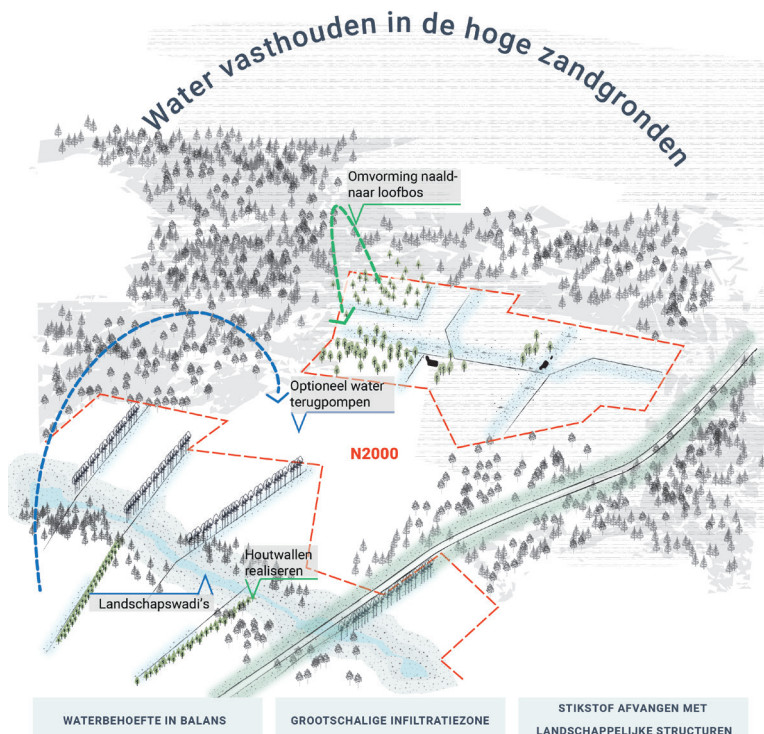 Water vasthouden in de hoge zandgronden
Omvorming naald-
naar loofbos
Optioneel water
terugpompen
N2000
Houtwallen
realiseren
Landschapswadi's
WATERBEHOEFTE IN BALANS
GROOTSCHALIGE INFILTRATIEZONE
STIKSTOF AFVANGEN MET
LANDSCHAPPELIJKE STRUCTUREN